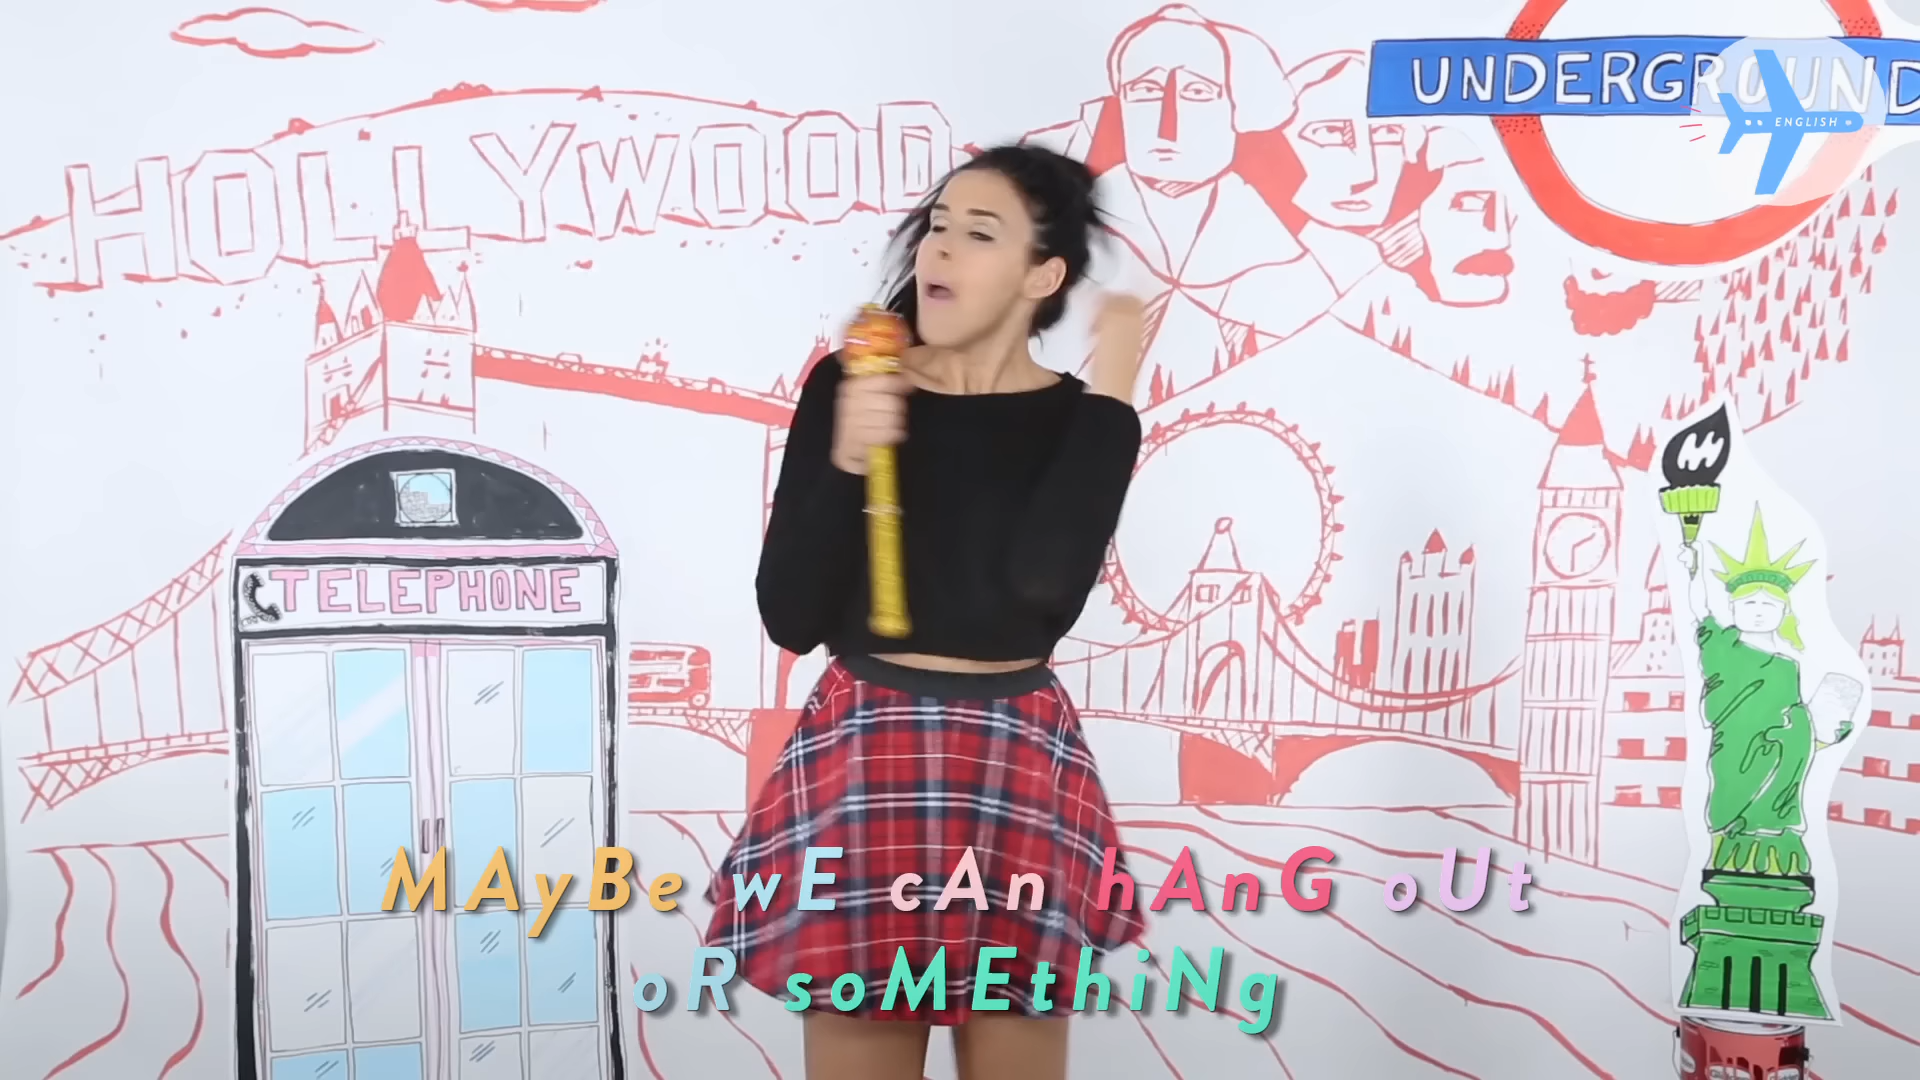 HOLLYWOOD
UNDERGROUND
ENGLISH
TELEPHONE
MAyBe wE cAn hAnG oUt
oR soMEthiNg